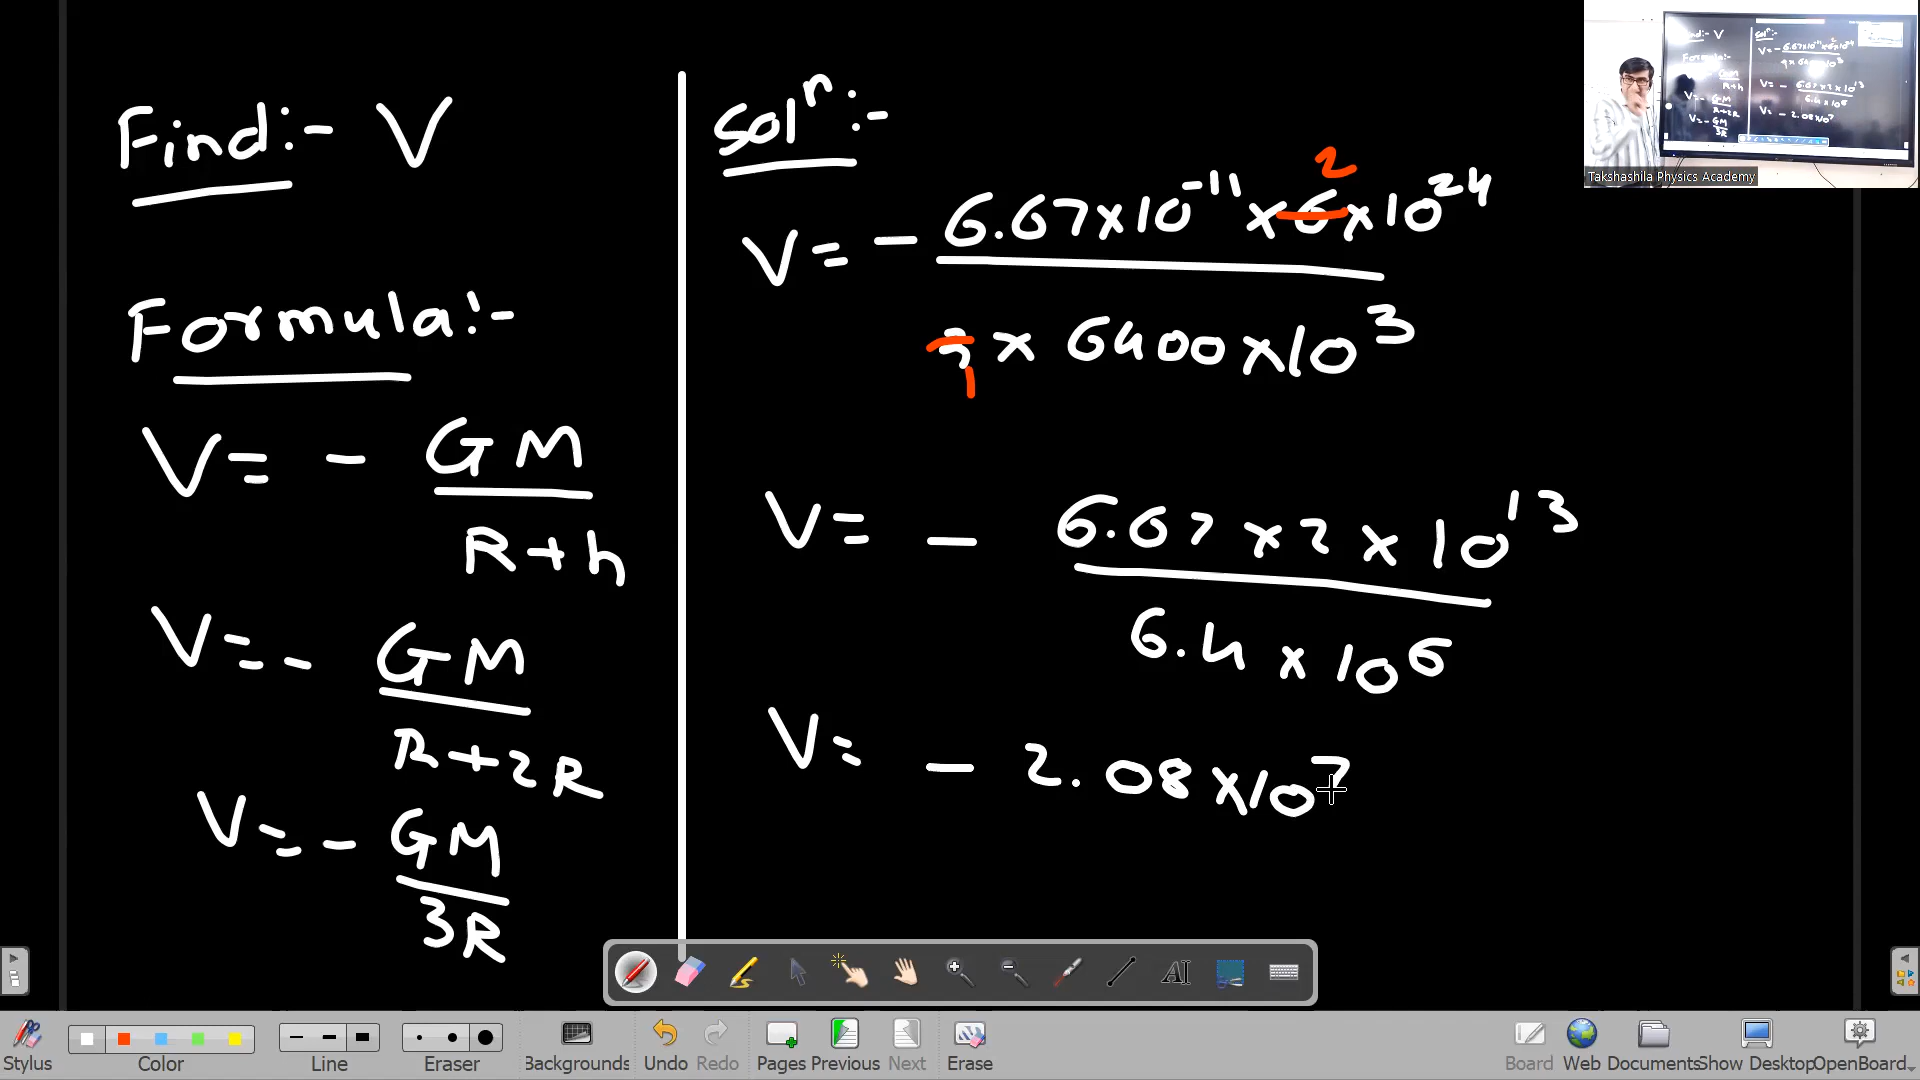 Find:- V
Formula:-
V = - GM
R+h
V = - GM
R+2R
V = - GM
3R
Solⁿ:-
2
V = - 6.67×10⁻¹¹×6×10²⁴
3 × 6400×10³
1
V = - 6.67×2×10¹³
6.4×10⁶
V = - 2.08×10⁷
Takshashila Physics Academy
AI
Stylus
Color
Line
Eraser
Backgrounds
Undo
Redo
Pages
Previous
Next
Erase
Board
Web
Documents
Show Desktop
OpenBoard